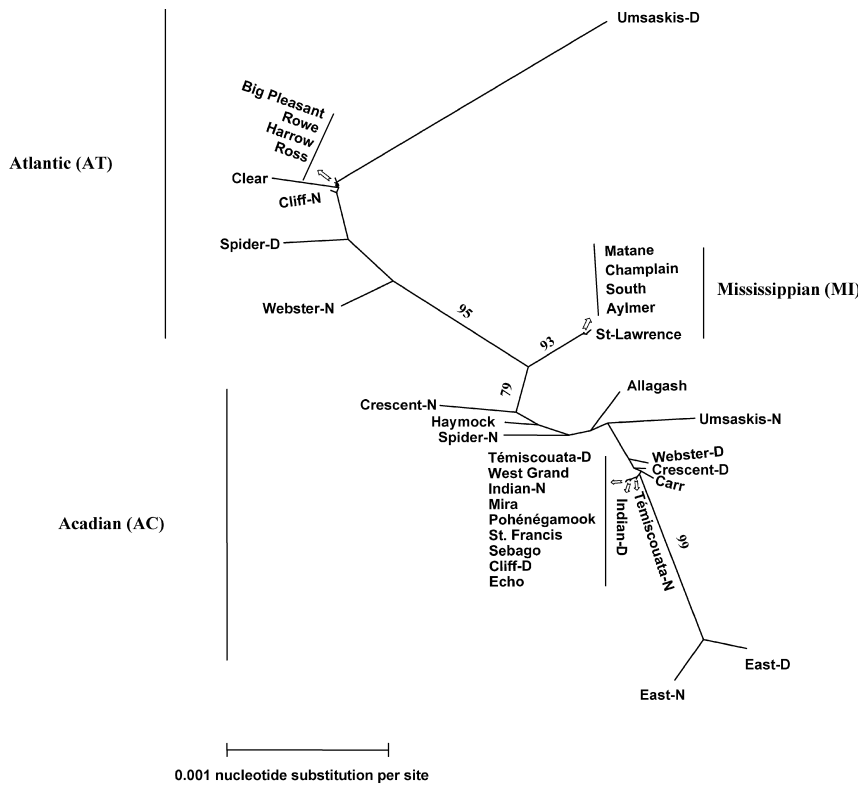 Umsaskis-D
Big Pleasant
Rowe
Harrow
Ross
Atlantic (AT)
Clear
Cliff-N
Spider-D
Matane
Champlain
South
Aylmer
Mississippian (MI)
Webster-N
95
93
St-Lawrence
79
Allagash
Crescent-N
Haymock
Umsaskis-N
Spider-N
Témiscouata-D
West Grand
Indian-N
Mira
Pohénégamook
St. Francis
Sebago
Cliff-D
Echo
Webster-D
Crescent-D
Carr
Indian-D
Témiscouata-N
99
Acadian (AC)
East-D
East-N
0.001 nucleotide substitution per site